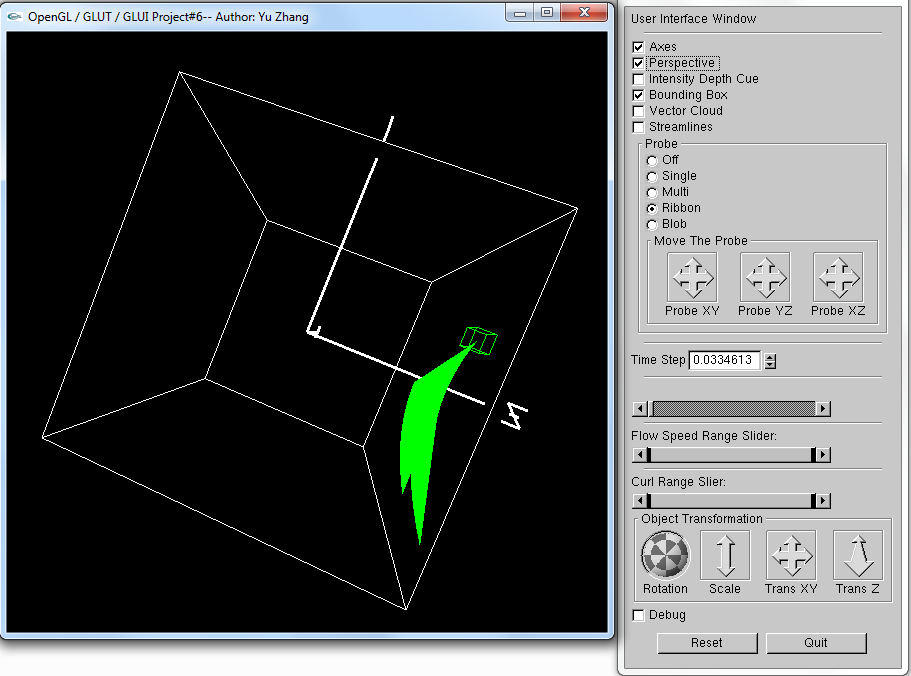 OpenGL / GLUT / GLUI Project#6-- Author: Yu Zhang
User Interface Window
Axes
Perspective
Intensity Depth Cue
Bounding Box
Vector Cloud
Streamlines
Probe
Off
Single
Multi
Ribbon
Blob
Move The Probe
Probe XY Probe YZ Probe XZ
Time Step 0.0334613
Flow Speed Range Slider:
Curl Range Slier:
Object Transformation
Rotation Scale Trans XY Trans Z
Debug
Reset Quit